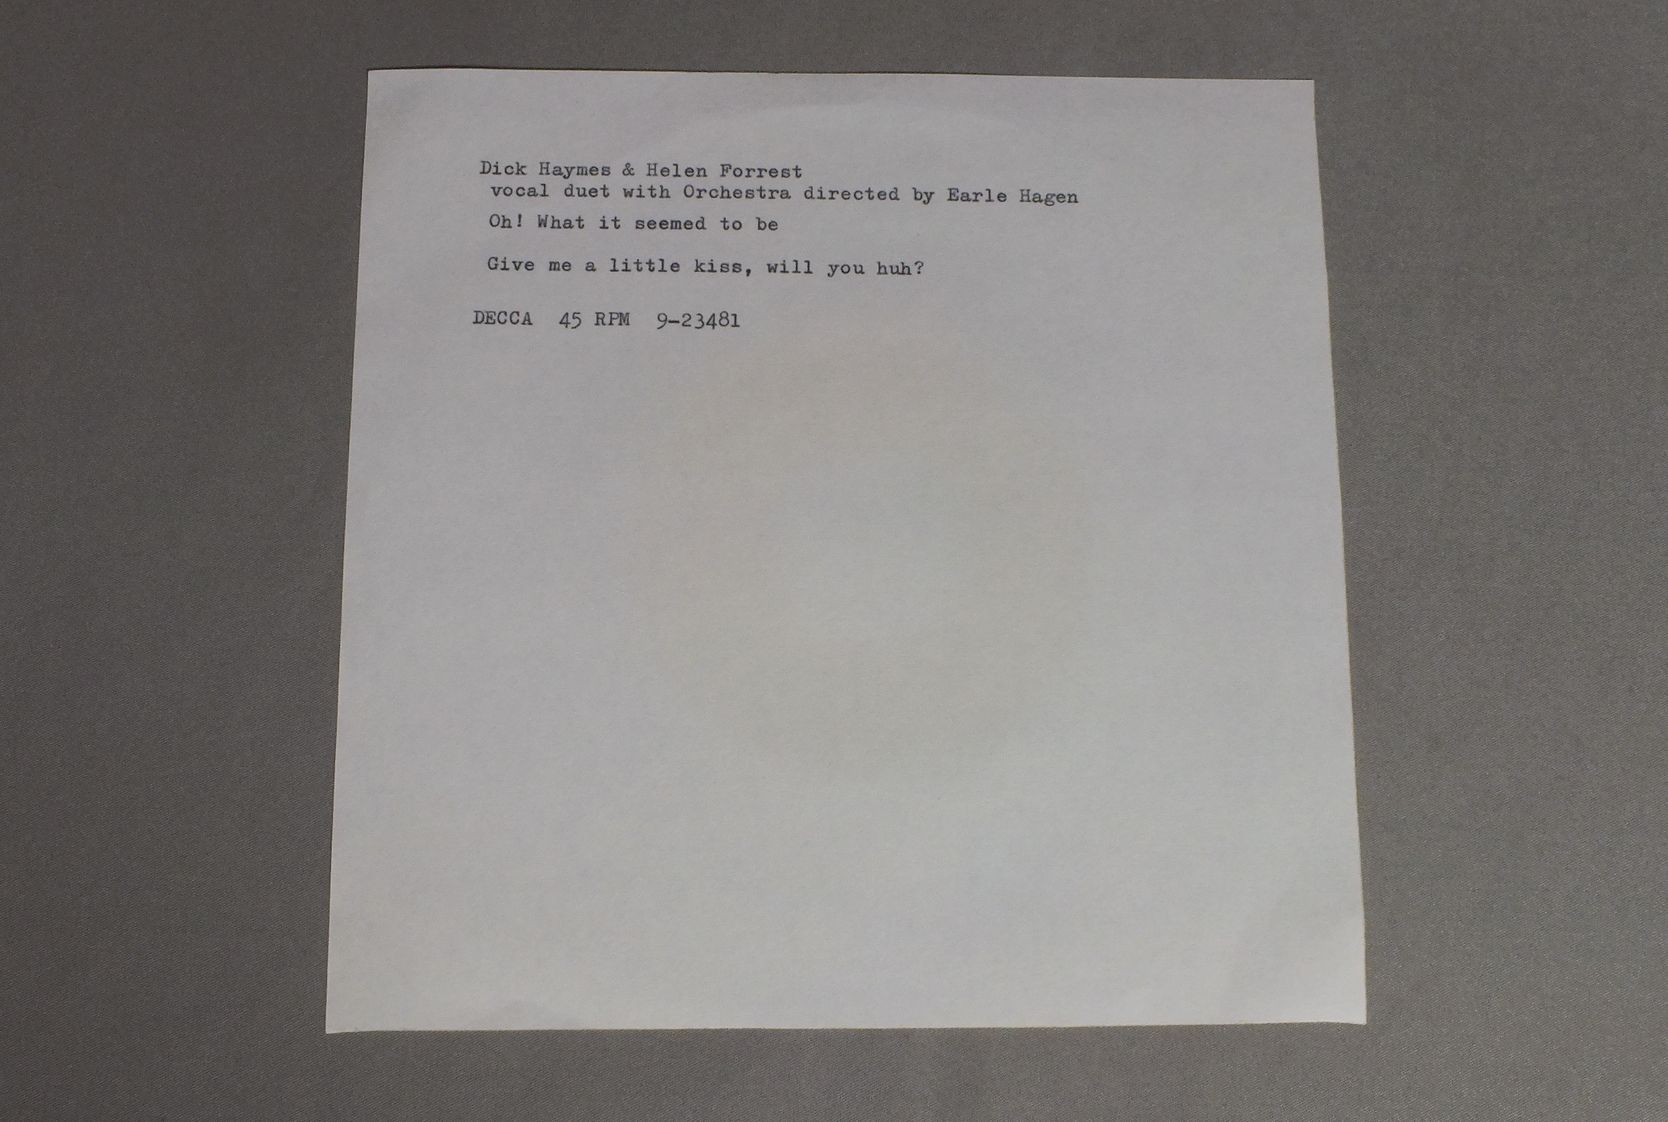 Dick Haymes & Helen Forrest
vocal duet with Orchestra directed by Earle Hagen
Oh! What it seemed to be
Give me a little kiss, will you huh?
DECCA 45 RPM 9-23481